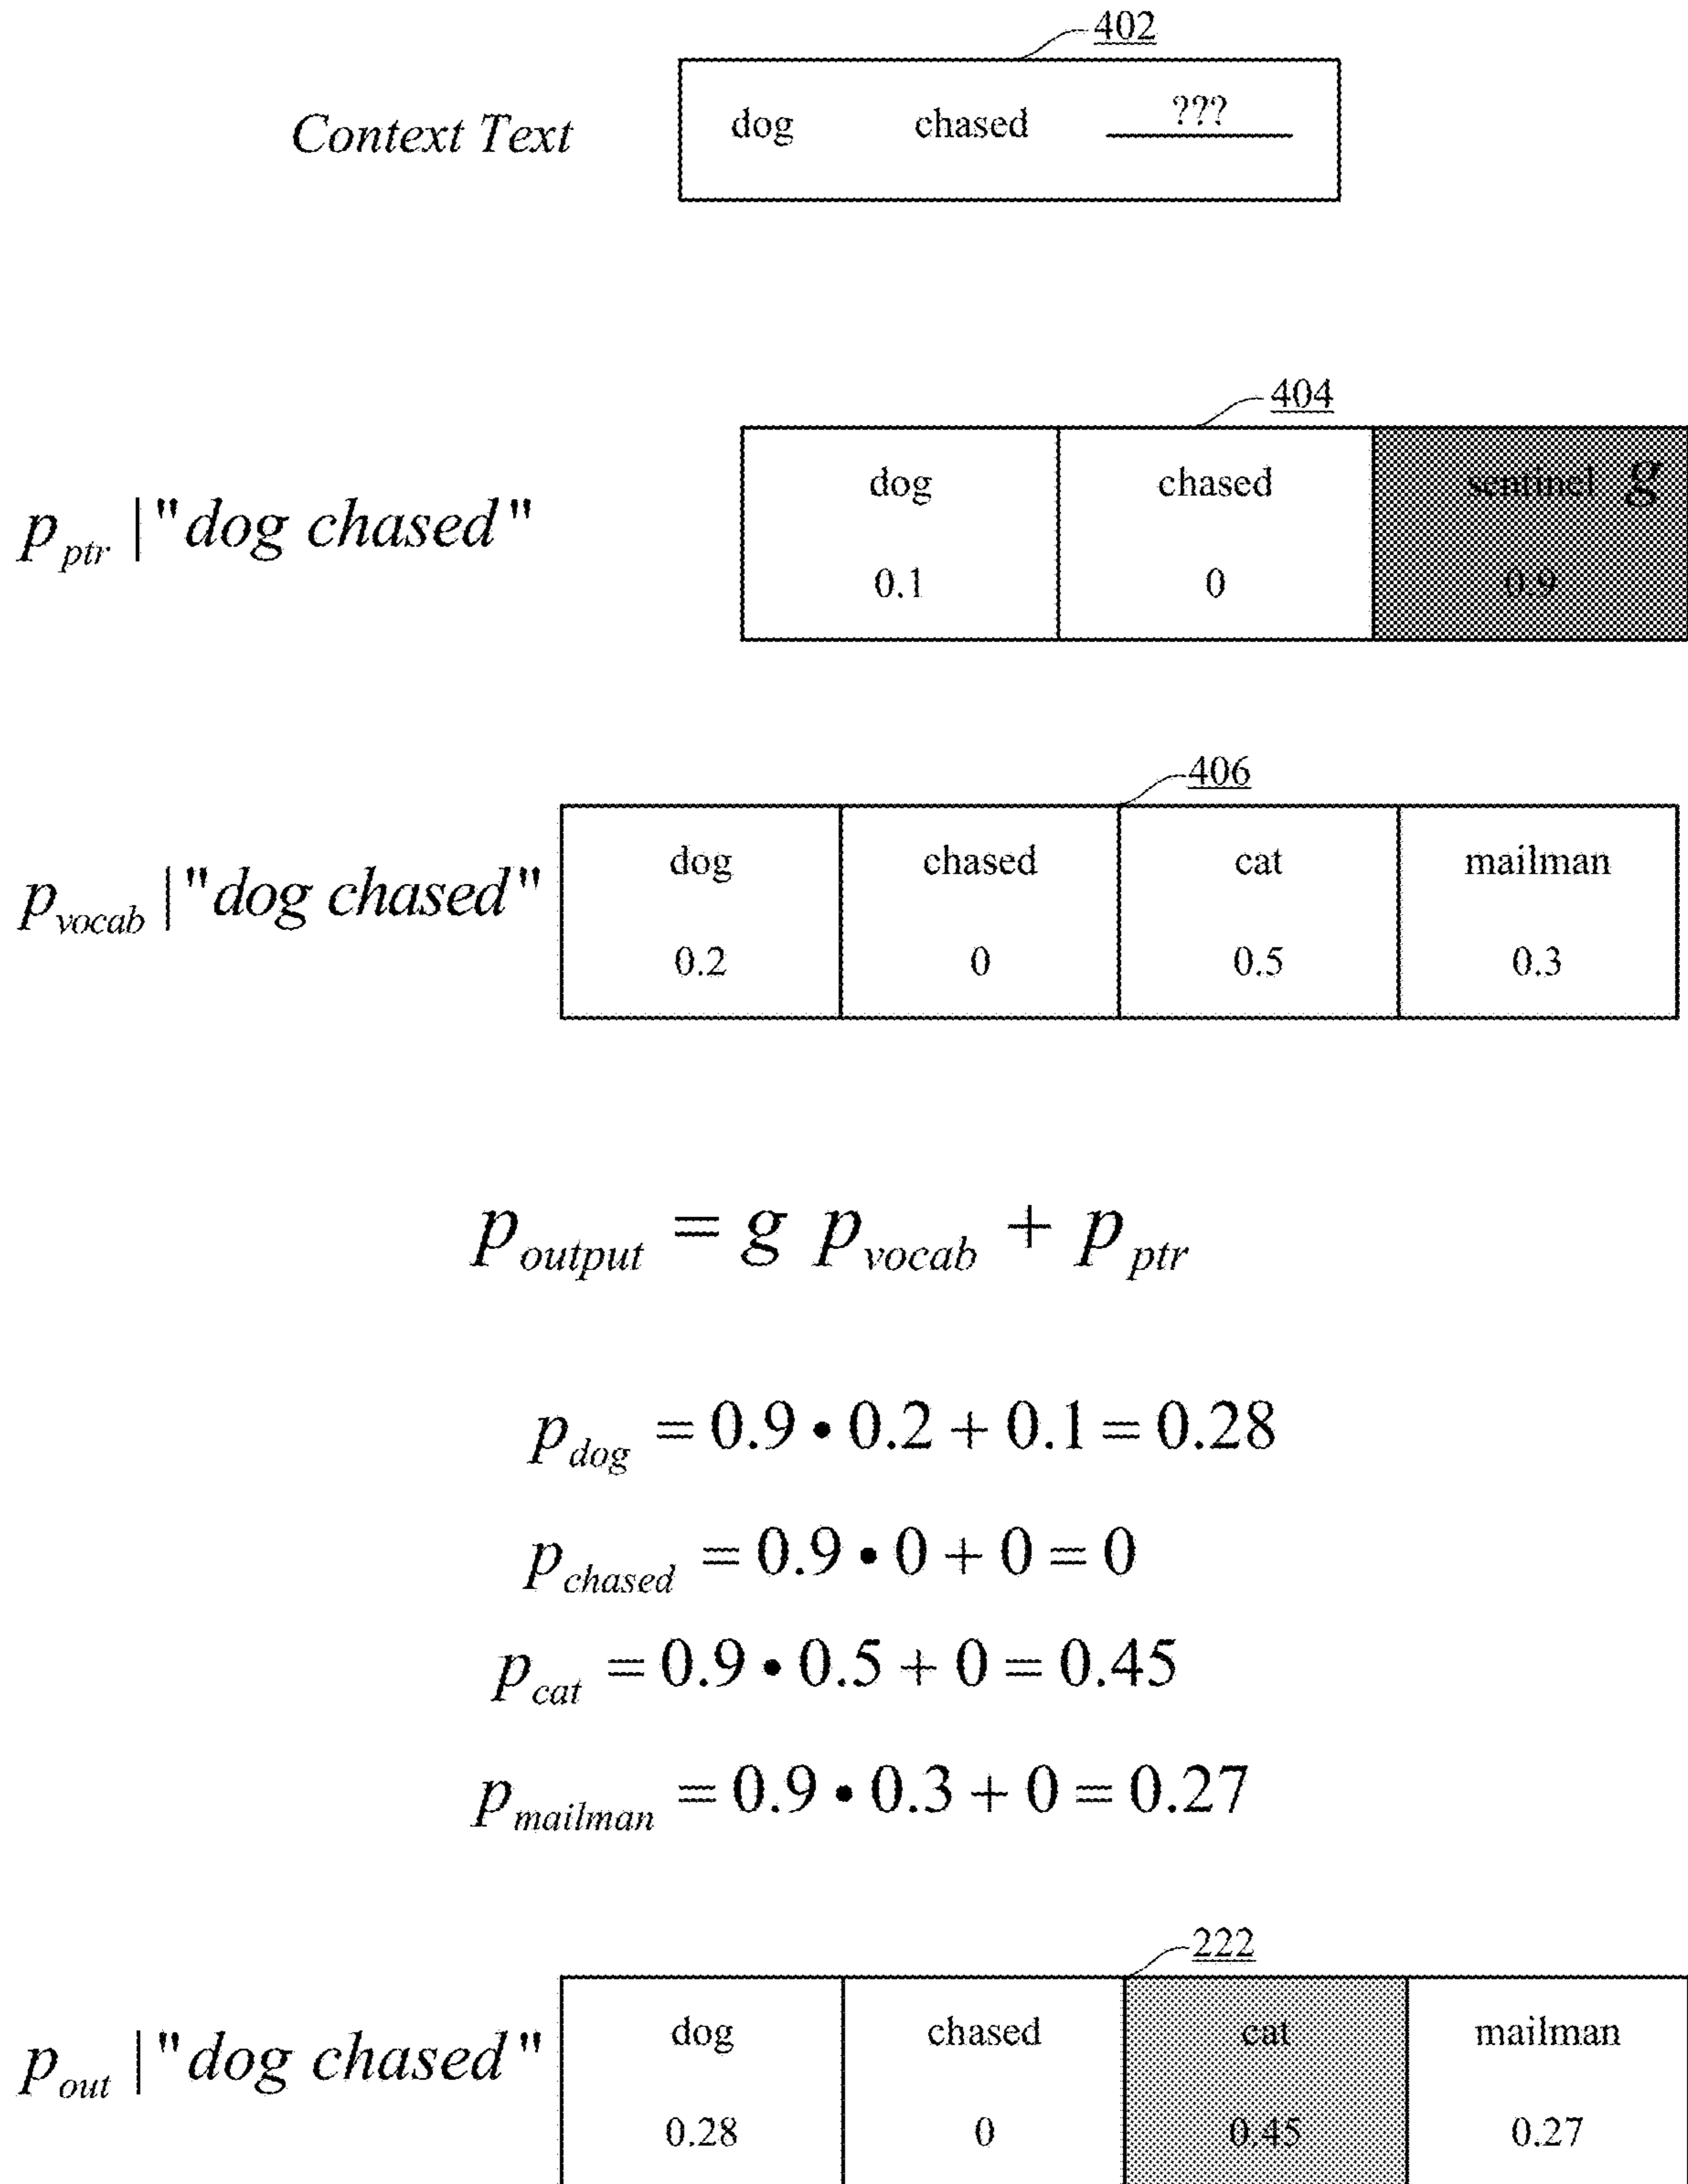 402
Context Text dog chased ???
404
dog chased sentinel g
p_ptr | "dog chased"
0.1 0 0.9
406
dog chased cat mailman
p_vocab | "dog chased"
0.2 0 0.5 0.3
p_output = g p_vocab + p_ptr
p_dog = 0.9 • 0.2 + 0.1 = 0.28
p_chased = 0.9 • 0 + 0 = 0
p_cat = 0.9 • 0.5 + 0 = 0.45
p_mailman = 0.9 • 0.3 + 0 = 0.27
222
dog chased cat mailman
p_out | "dog chased"
0.28 0 0.45 0.27